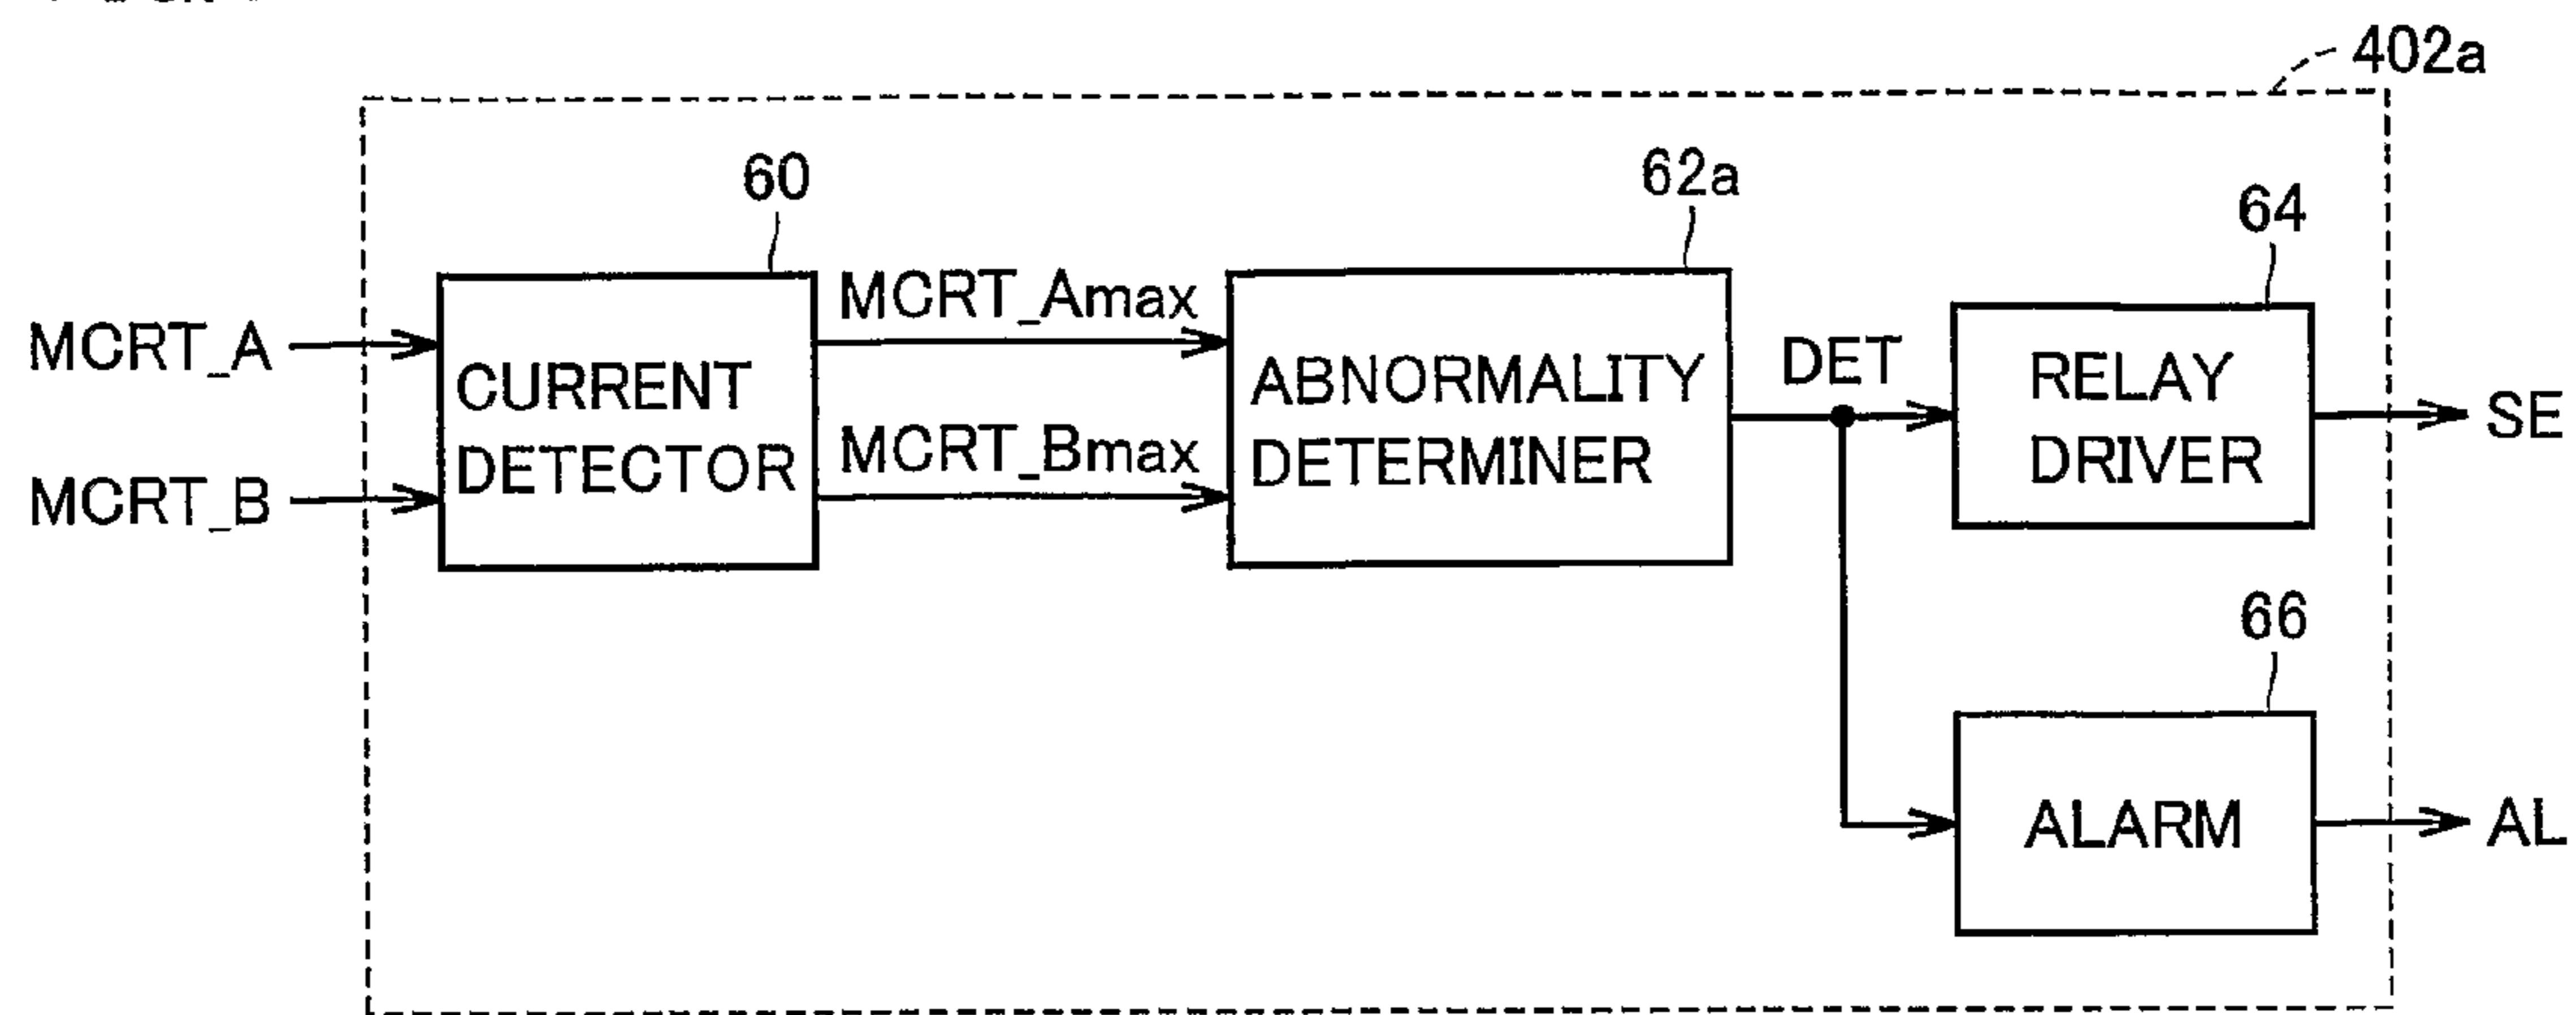 402a
60
62a
64
MCRT_A
MCRT_B
CURRENT
DETECTOR
MCRT_Amax
MCRT_Bmax
ABNORMALITY
DETERMINER
DET
RELAY
DRIVER
SE
66
ALARM
AL